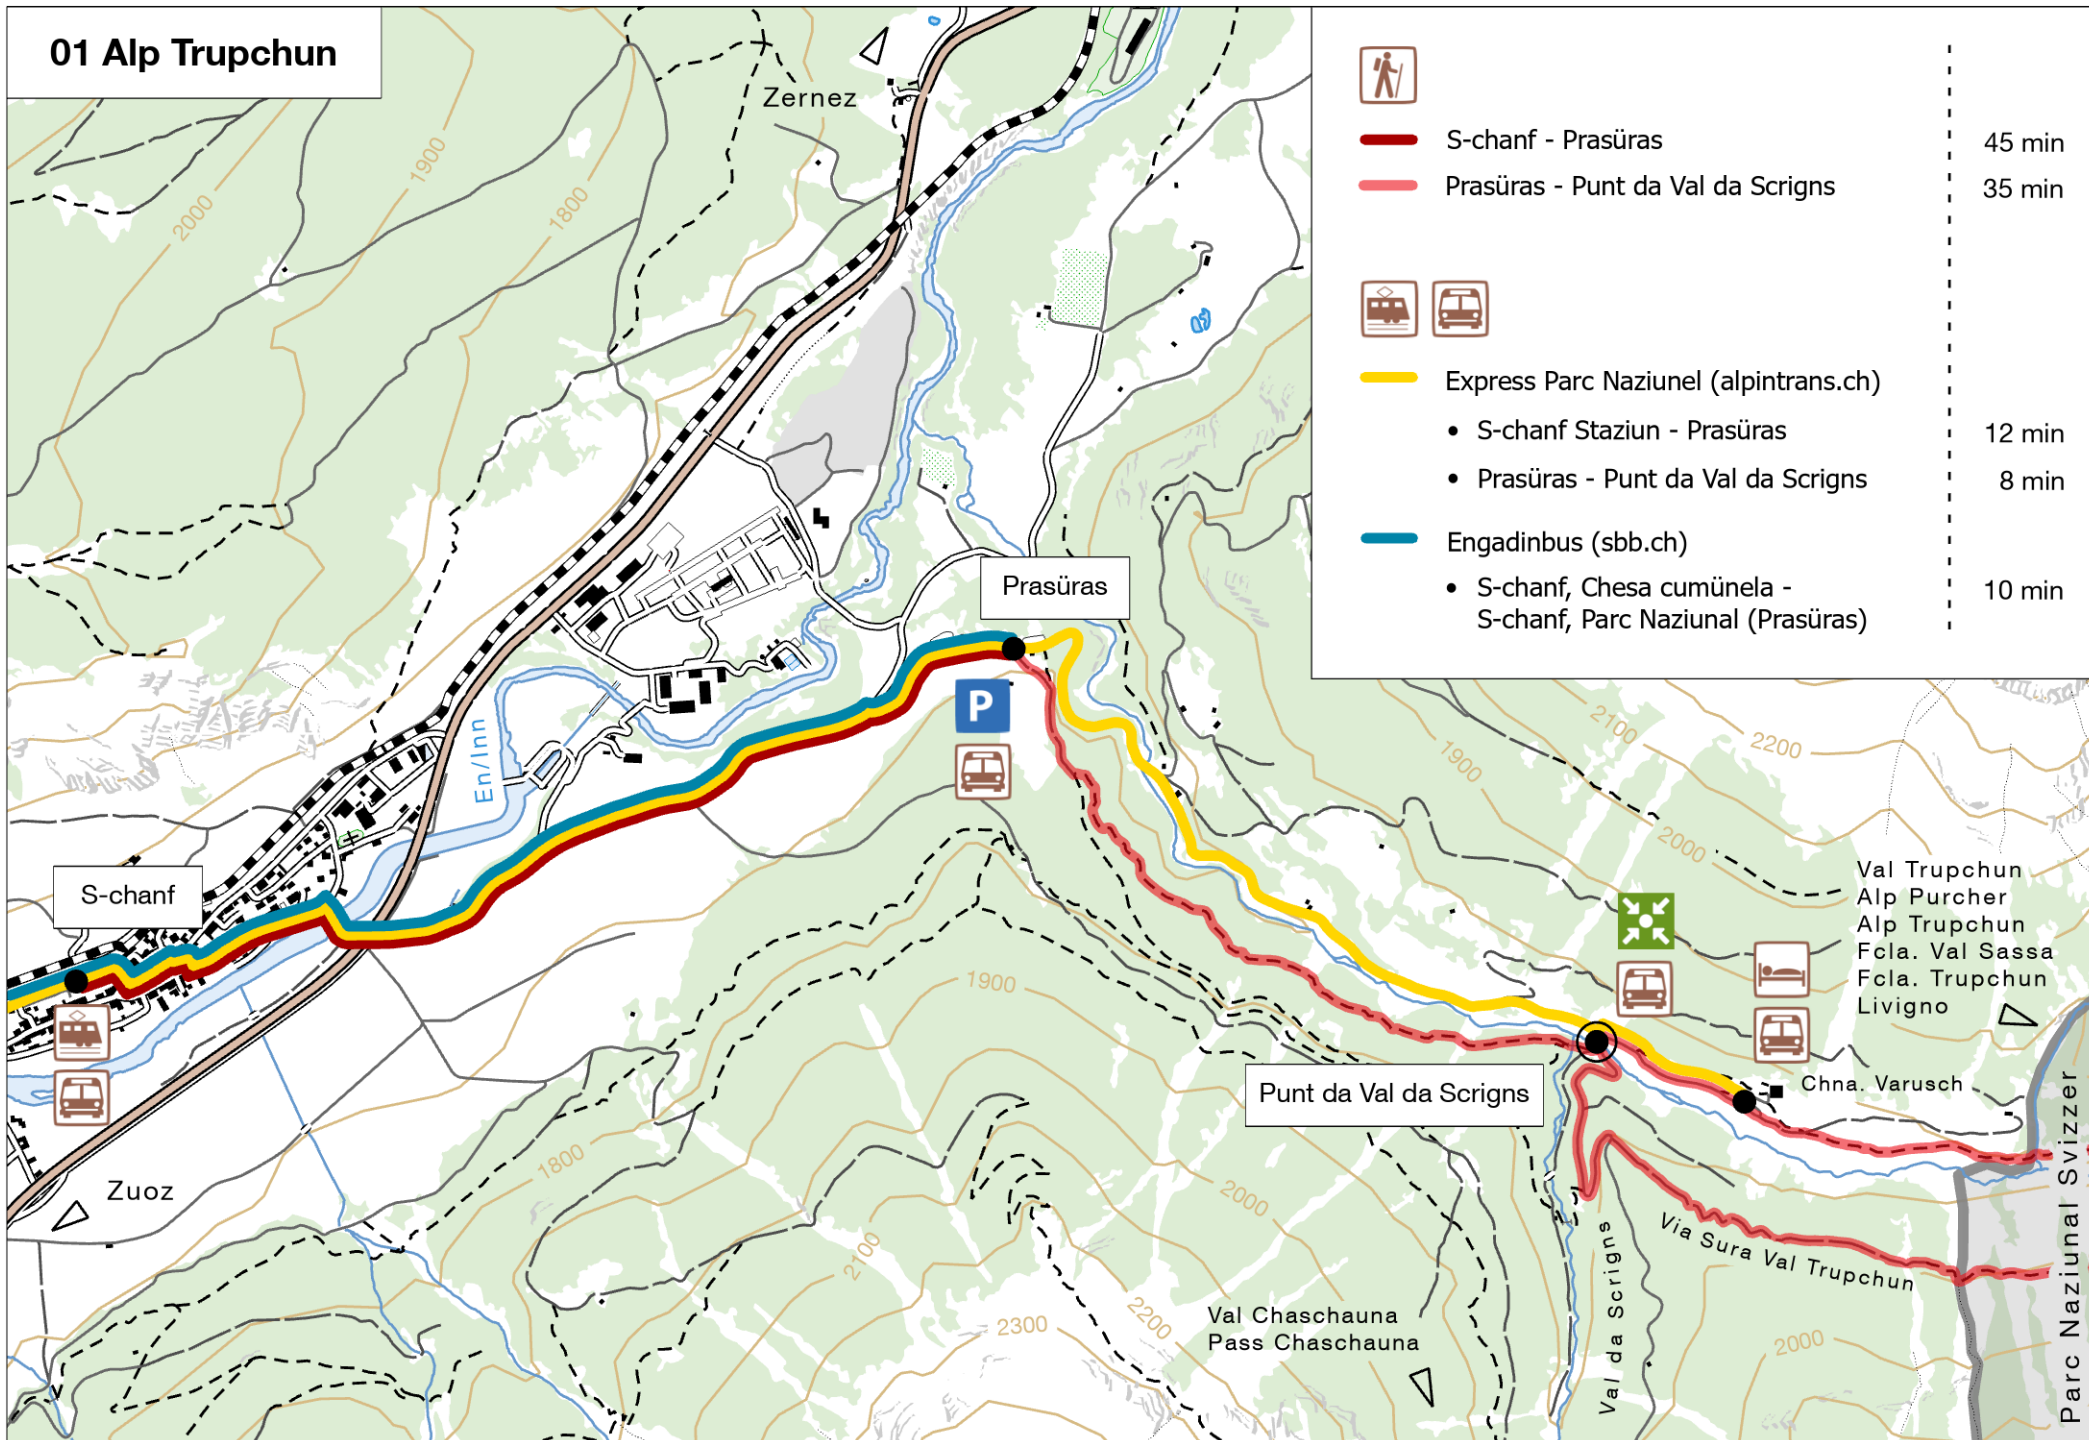 01 Alp Trupchun
S-chanf - Prasüras 45 min
Prasüras - Punt da Val da Scrigns 35 min
Express Parc Naziunel (alpintrans.ch)
• S-chanf Staziun - Prasüras 12 min
• Prasüras - Punt da Val da Scrigns 8 min
Engadinbus (sbb.ch)
• S-chanf, Chesa cumünela -
S-chanf, Parc Naziunal (Prasüras) 10 min
Zernez
1900
2000
1800
Prasüras
P
En/Inn
S-chanf
2100
2200
1900
2000
Val Trupchun
Alp Purcher
Alp Trupchun
Fcla. Val Sassa
Fcla. Trupchun
Livigno
1900
Chna. Varusch
Punt da Val da Scrigns
Zuoz
1800
2000
2100
2200
2300
Val Chaschauna
Pass Chaschauna
Val da Scrigns
Via Sura Val Trupchun
2000
Parc Naziunal Svizzer